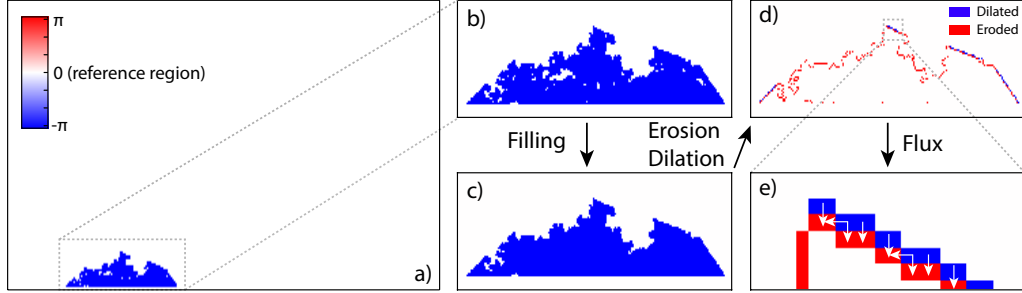 π
0 (reference region)
-π
a)
b)
Filling
c)
Erosion
Dilation
d)
Dilated
Eroded
Flux
e)